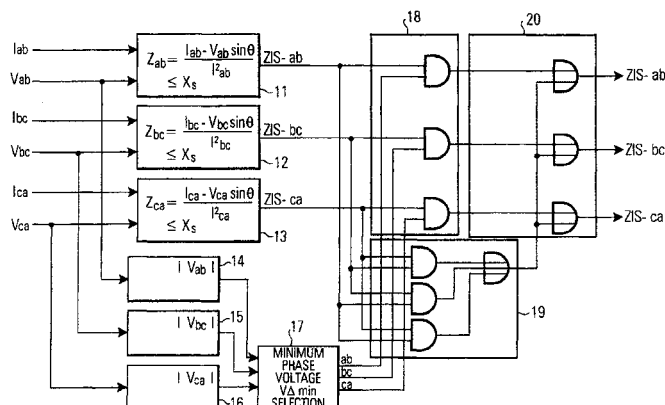 18
20
Iab
Vab
Zab = Iab - Vab sinθ / I²ab
≤ Xs
11
ZIS- ab
ZIS- ab
Ibc
Vbc
Zbc = Ibc - Vbc sinθ / I²bc
≤ Xs
12
ZIS- bc
ZIS- bc
Ica
Vca
Zca = Ica - Vca sinθ / I²ca
≤ Xs
13
ZIS- ca
ZIS- ca
| Vab |
14
| Vbc |
15
| Vca |
16
17
MINIMUM
PHASE
VOLTAGE
VΔ min
SELECTION
ab
bc
ca
19